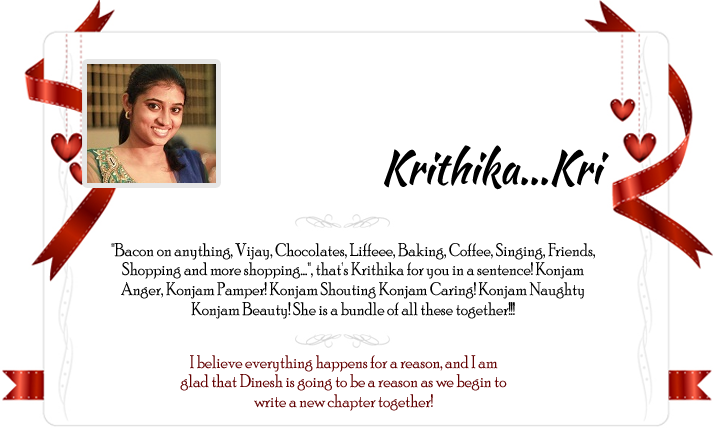 Krithika...Kri
"Bacon on anything, Vijay, Chocolates, Liffeee, Baking, Coffee, Singing, Friends,
Shopping and more shopping...", that's Krithika for you in a sentence! Konjam
Anger, Konjam Pamper! Konjam Shouting Konjam Caring! Konjam Naughty
Konjam Beauty! She is a bundle of all these together!!!
I believe everything happens for a reason, and I am
glad that Dinesh is going to be a reason as we begin to
write a new chapter together!